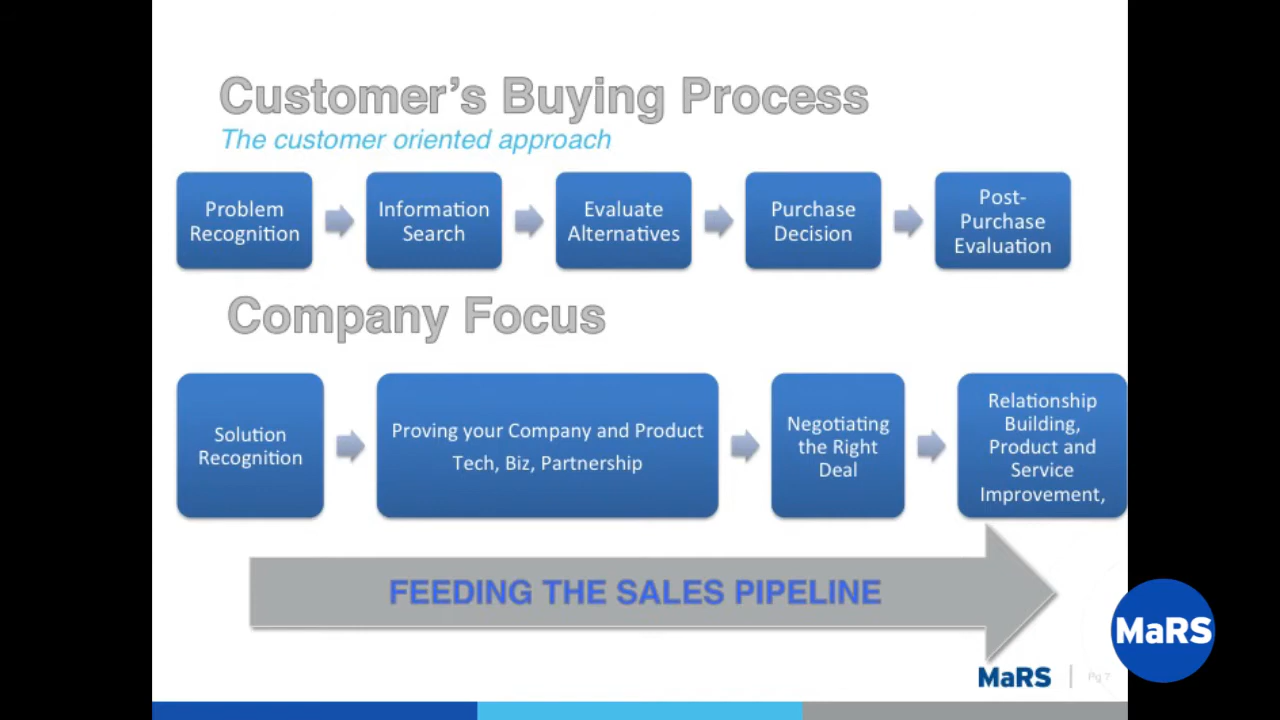 Customer's Buying Process
The customer oriented approach
Problem
Recognition
Information
Search
Evaluate
Alternatives
Purchase
Decision
Post-
Purchase
Evaluation
Company Focus
Solution
Recognition
Proving your Company and Product
Tech, Biz, Partnership
Negotiating
the Right
Deal
Relationship
Building,
Product and
Service
Improvement,
FEEDING THE SALES PIPELINE
MaRS
Pg 7
MaRS